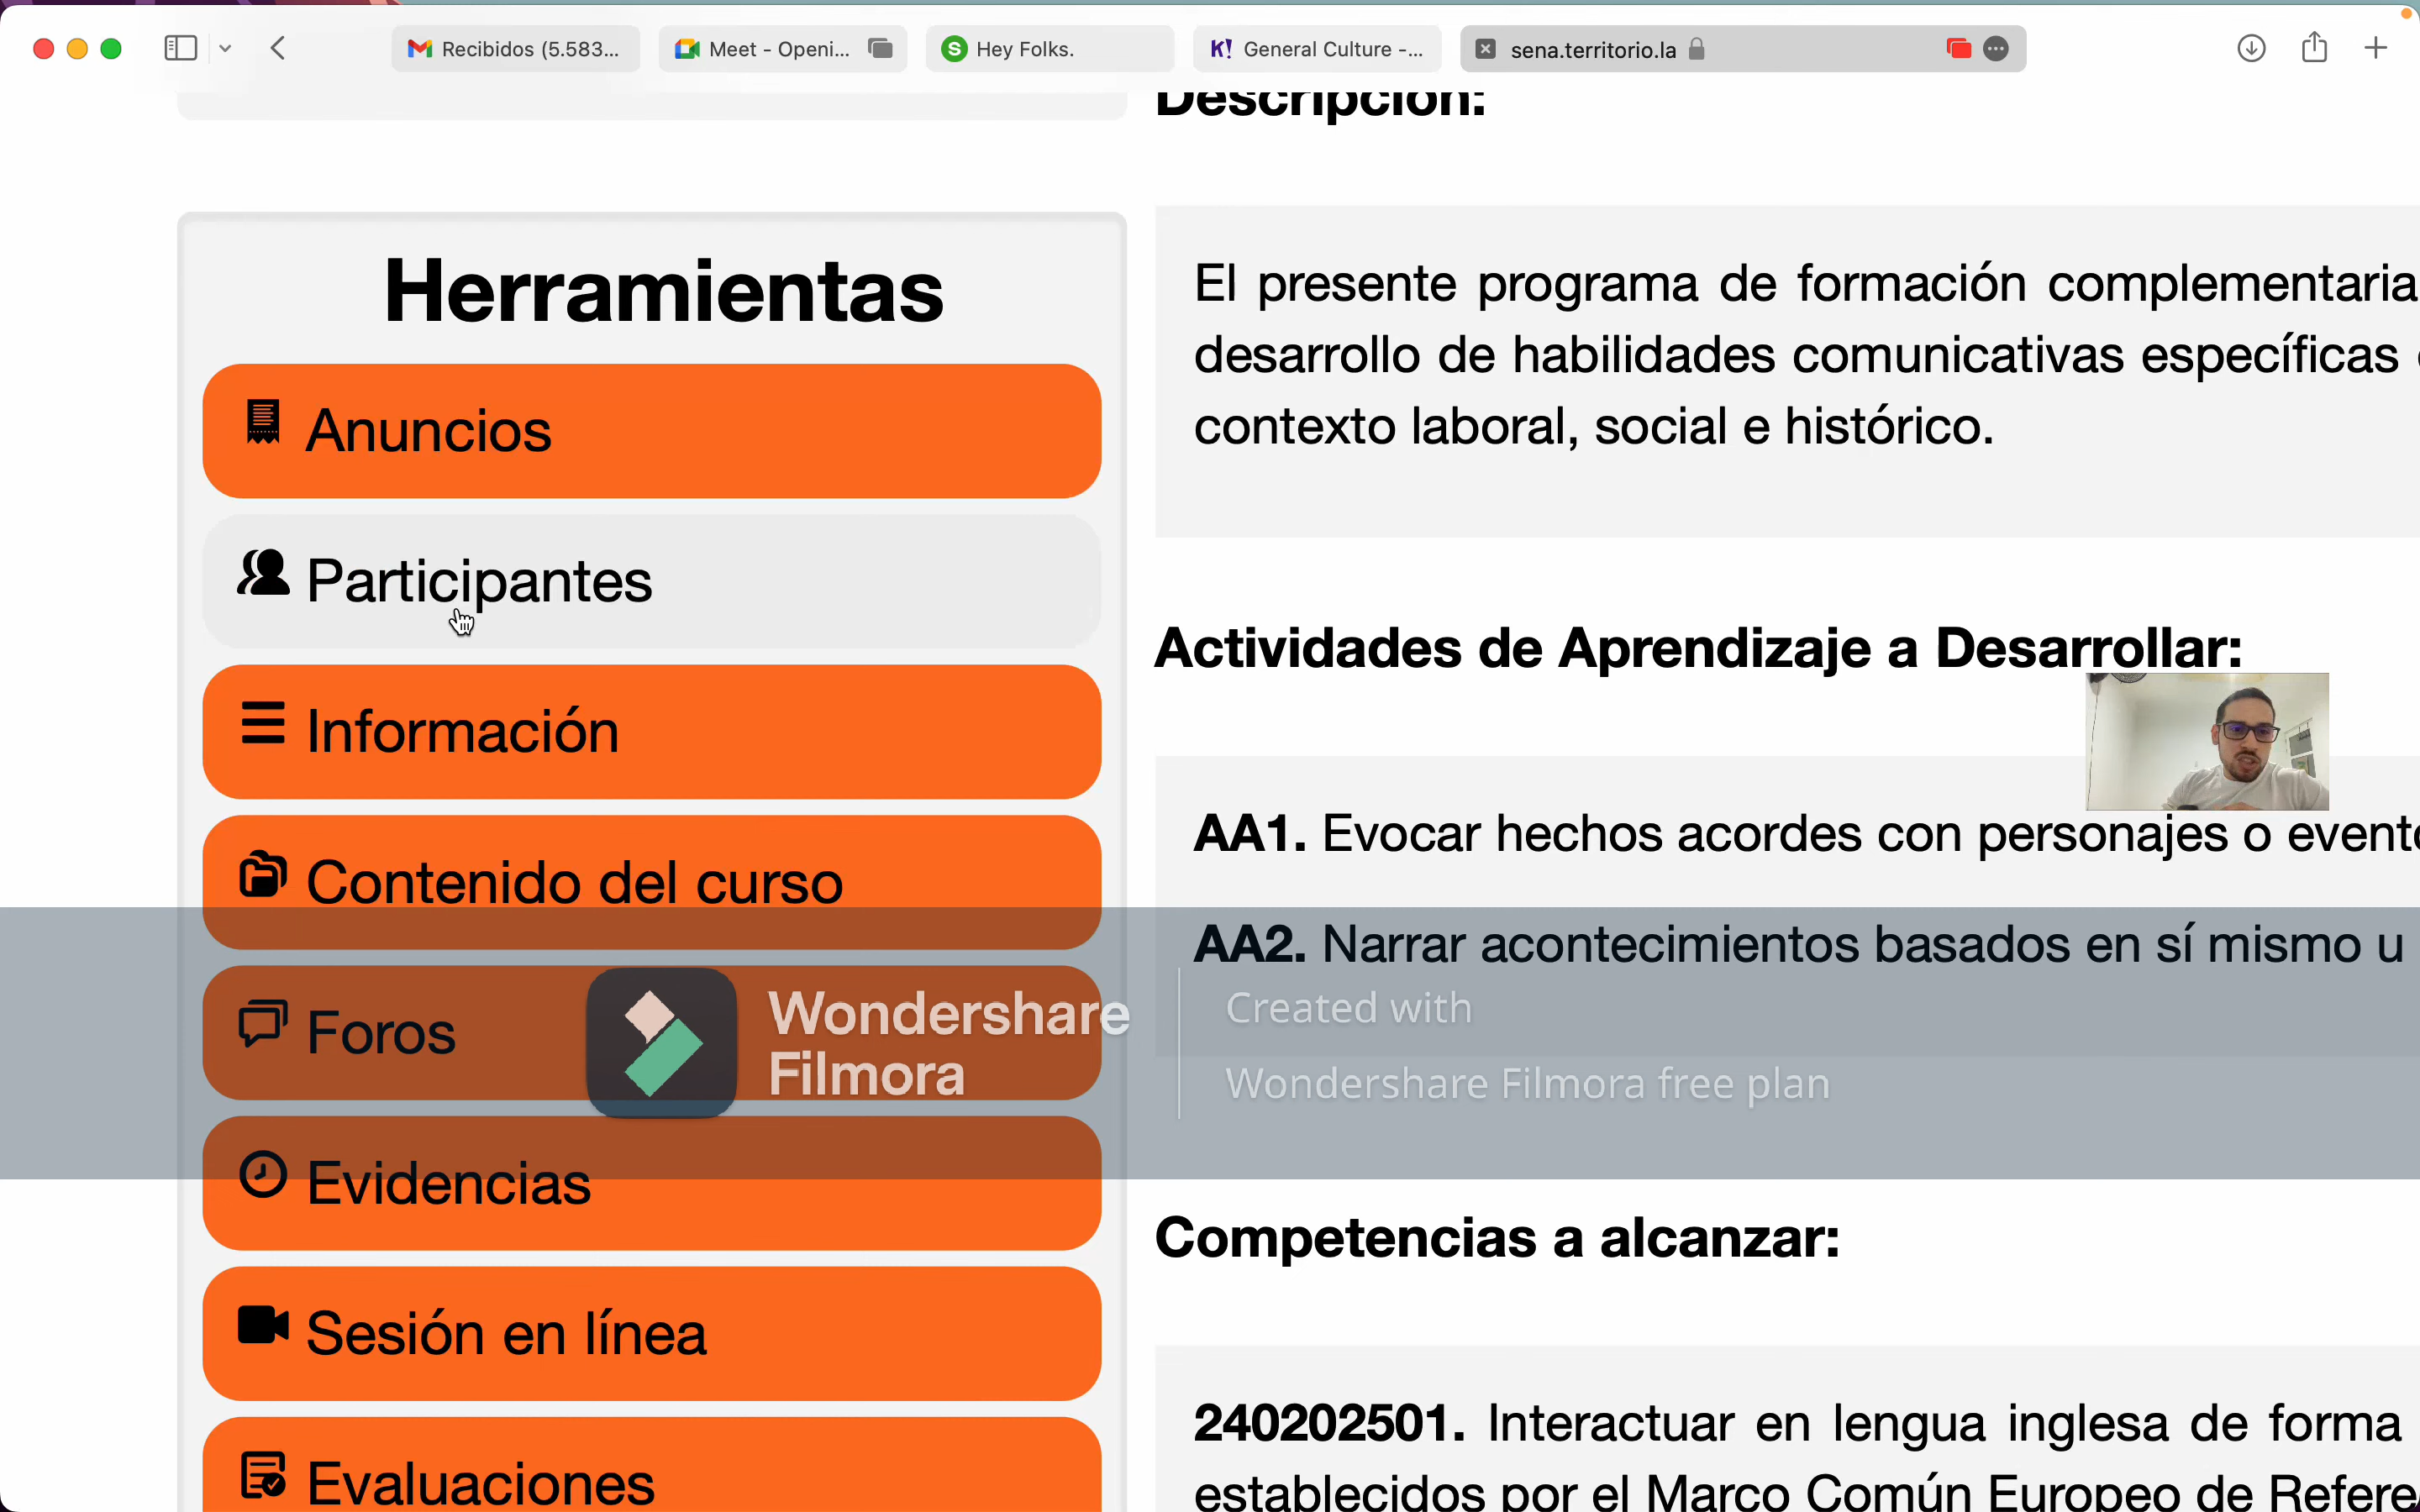 Recibidos (5.583...
Meet - Openi...
Hey Folks.
General Culture -...
sena.territorio.la
Descripción:
Herramientas
Anuncios
Participantes
Información
Contenido del curso
Foros
Evidencias
Sesión en línea
Evaluaciones
El presente programa de formación complementaria
desarrollo de habilidades comunicativas específicas
contexto laboral, social e histórico.
Actividades de Aprendizaje a Desarrollar:
AA1. Evocar hechos acordes con personajes o evento
AA2. Narrar acontecimientos basados en sí mismo u
Wondershare
Filmora
Created with
Wondershare Filmora free plan
Competencias a alcanzar:
240202501. Interactuar en lengua inglesa de forma
establecidos por el Marco Común Europeo de Refere